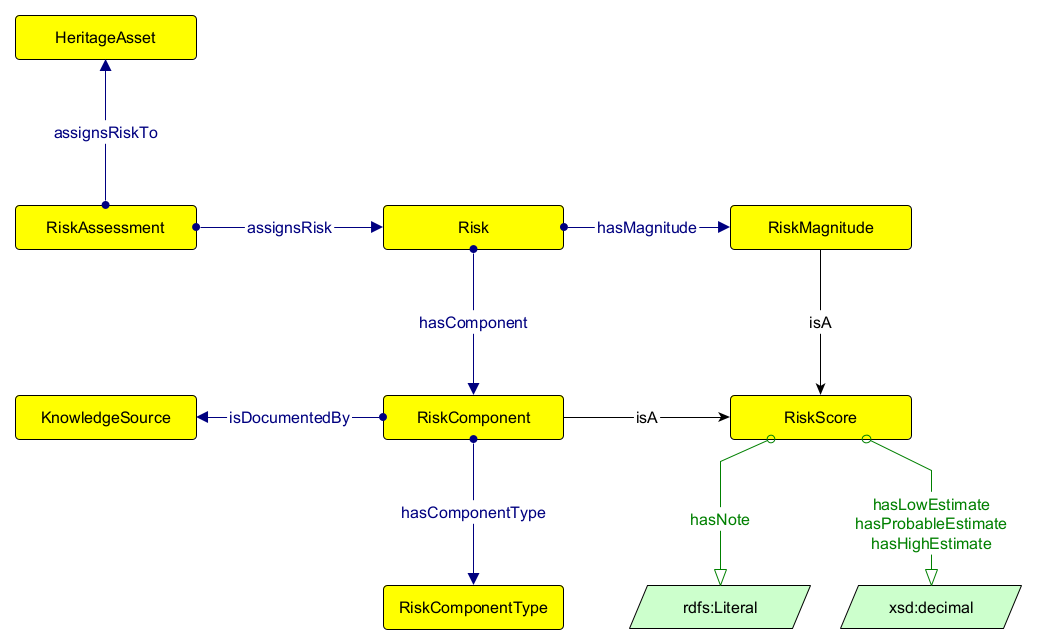 HeritageAsset
assignsRiskTo
RiskAssessment
assignsRisk
Risk
hasMagnitude
RiskMagnitude
hasComponent
isA
KnowledgeSource
isDocumentedBy
RiskComponent
isA
RiskScore
hasComponentType
hasNote
hasLowEstimate
hasProbableEstimate
hasHighEstimate
RiskComponentType
rdfs:Literal
xsd:decimal